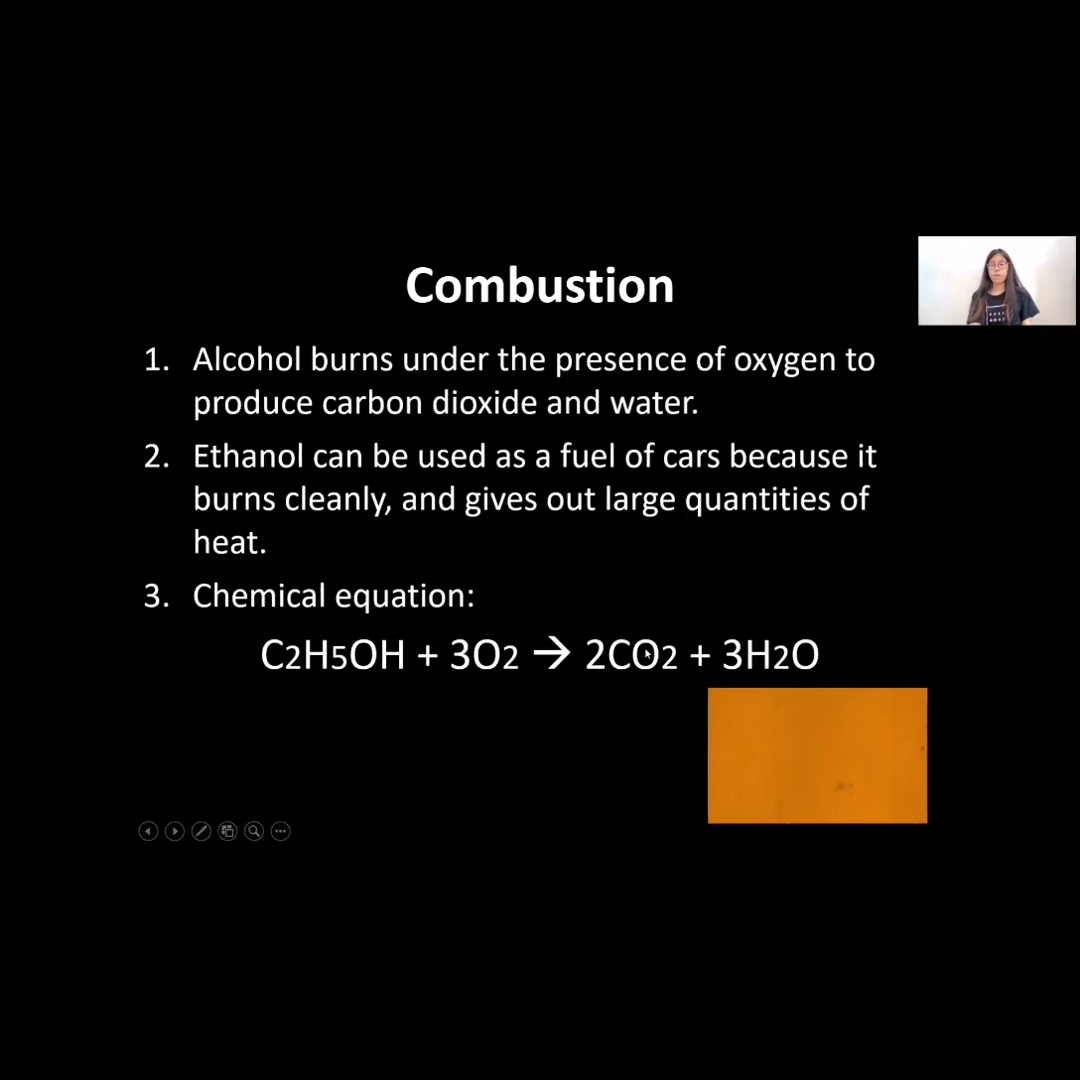 Combustion
1. Alcohol burns under the presence of oxygen to
produce carbon dioxide and water.
2. Ethanol can be used as a fuel of cars because it
burns cleanly, and gives out large quantities of
heat.
3. Chemical equation:
C2H5OH + 3O2 → 2CO2 + 3H2O